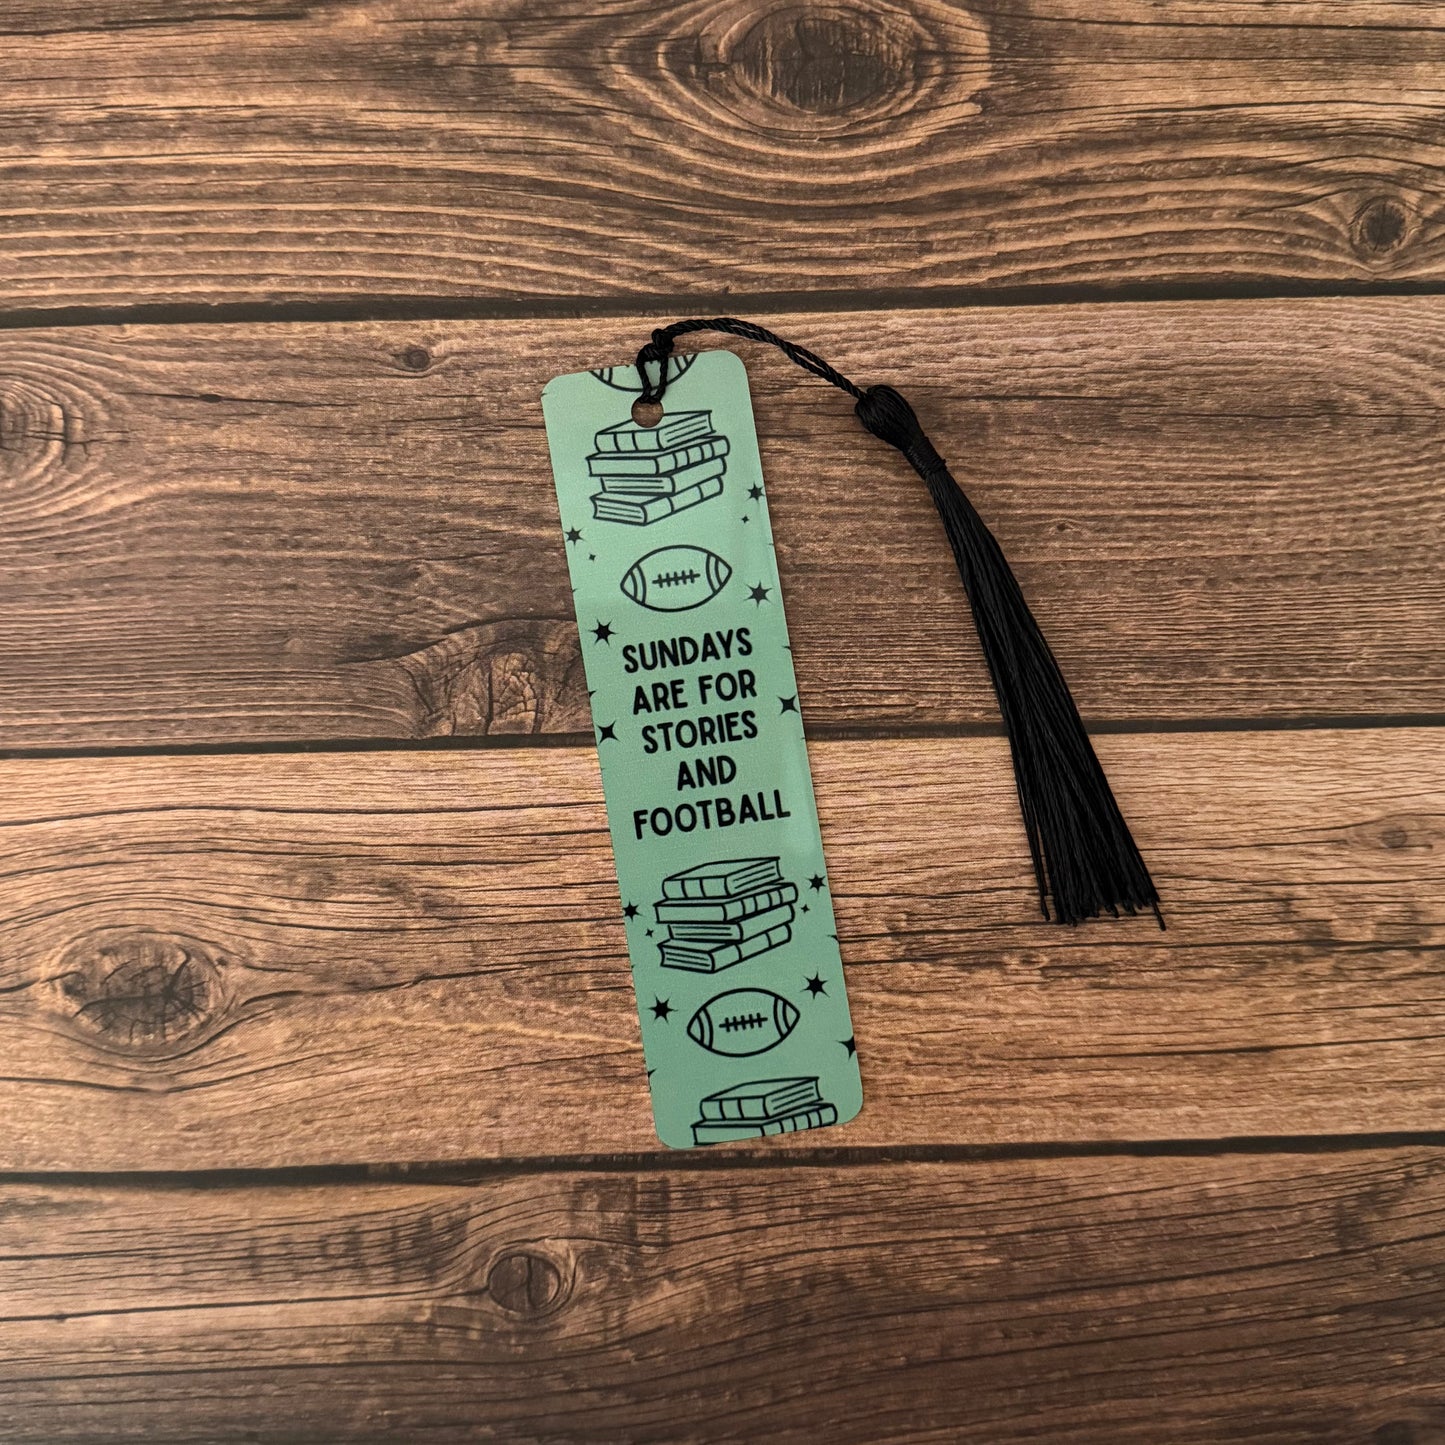 SUNDAYS
ARE FOR
STORIES
AND
FOOTBALL